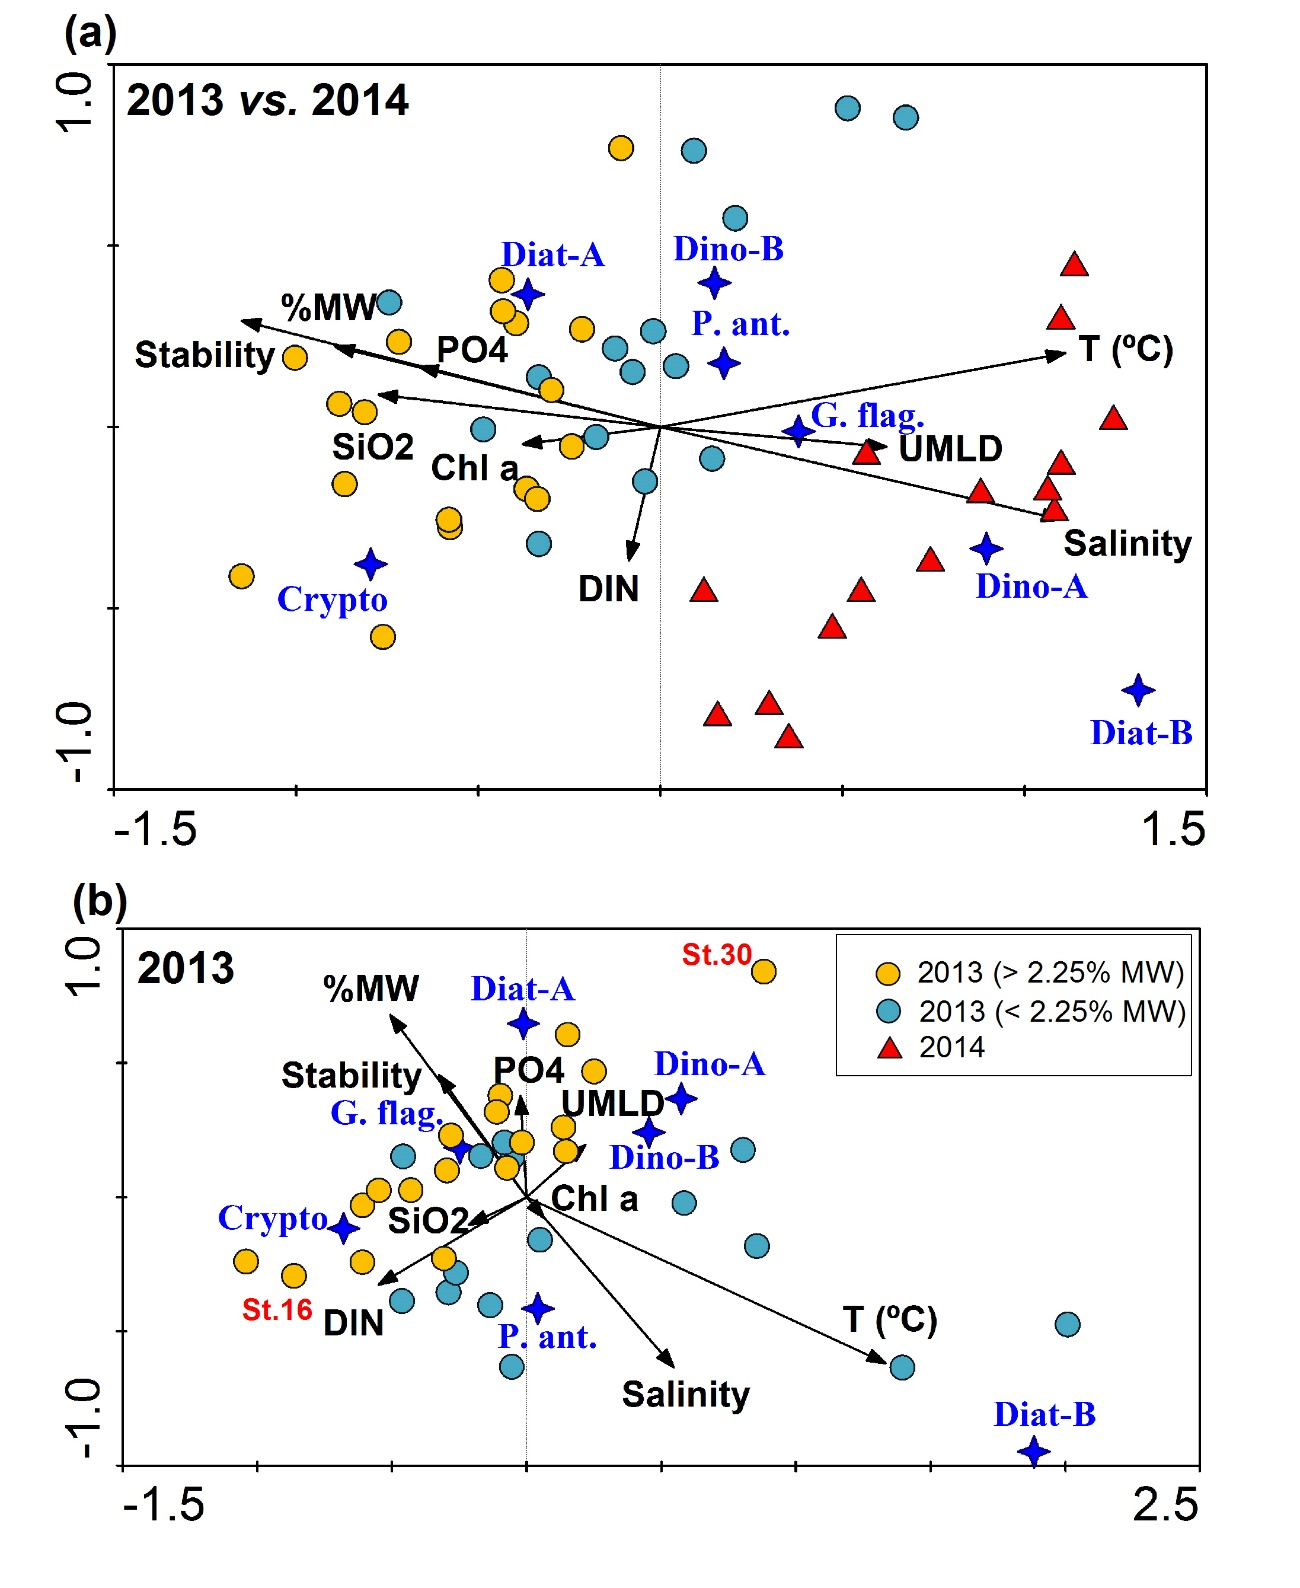 (a)
1.0
2013 vs. 2014
Diat-A
Dino-B
%MW
P. ant.
Stability
PO4
T (ºC)
G. flag.
SiO2
Chl a
UMLD
Salinity
DIN
Dino-A
Crypto
-1.0
Diat-B
-1.5
1.5
(b)
1.0
2013
St.30
2013 (> 2.25% MW)
2013 (< 2.25% MW)
2014
%MW
Diat-A
Stability
PO4
Dino-A
G. flag.
UMLD
Dino-B
Crypto
SiO2
Chl a
St.16
DIN
P. ant.
T (ºC)
Salinity
-1.0
Diat-B
-1.5
2.5